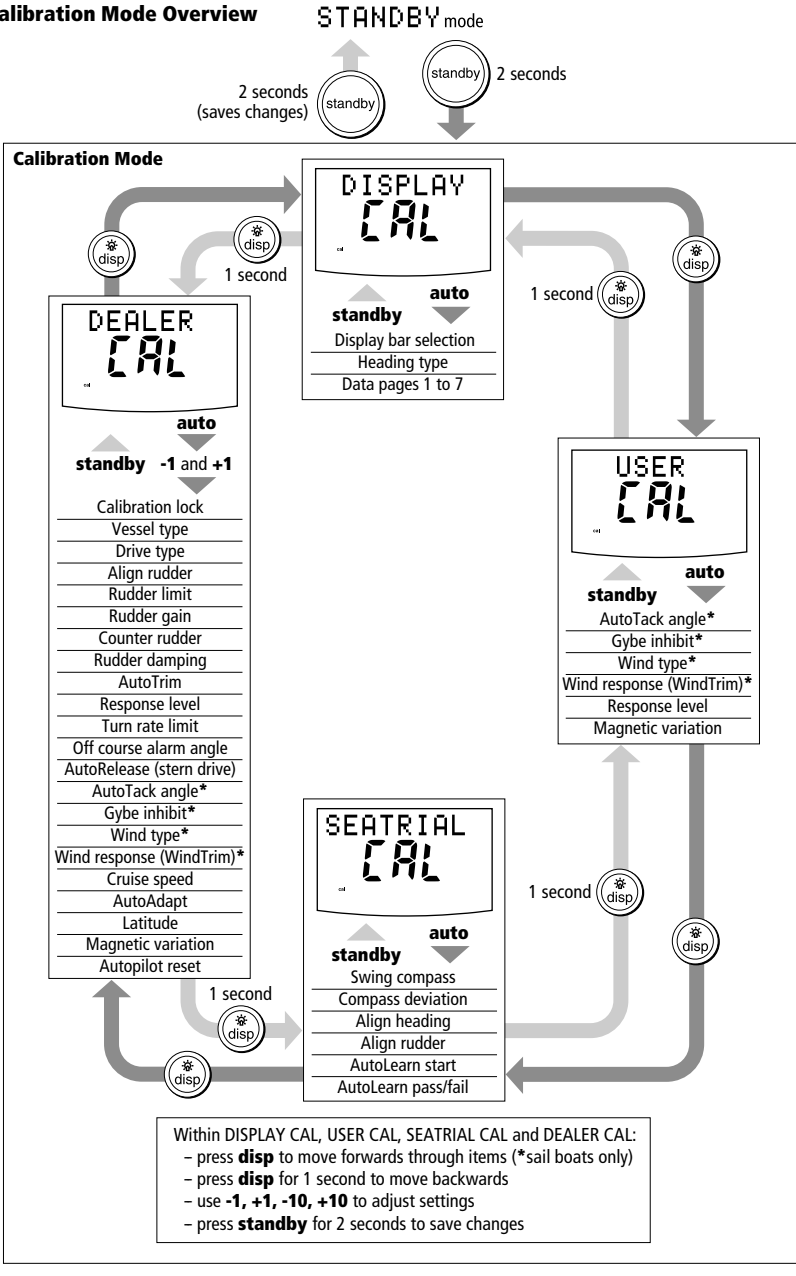 alibration Mode Overview
STANDBY mode
standby
2 seconds
2 seconds
(saves changes)
standby
Calibration Mode
DISPLAY
CAL
cal
disp
disp
1 second
disp
1 second
disp
standby
auto
Display bar selection
Heading type
Data pages 1 to 7
DEALER
CAL
cal
auto
standby
-1 and +1
Calibration lock
Vessel type
Drive type
Align rudder
Rudder limit
Rudder gain
Counter rudder
Rudder damping
AutoTrim
Response level
Turn rate limit
Off course alarm angle
AutoRelease (stern drive)
AutoTack angle*
Gybe inhibit*
Wind type*
Wind response (WindTrim)*
Cruise speed
AutoAdapt
Latitude
Magnetic variation
Autopilot reset
USER
CAL
cal
standby
auto
AutoTack angle*
Gybe inhibit*
Wind type*
Wind response (WindTrim)*
Response level
Magnetic variation
SEATRIAL
CAL
cal
standby
auto
Swing compass
Compass deviation
Align heading
Align rudder
AutoLearn start
AutoLearn pass/fail
1 second
disp
disp
1 second
disp
disp
Within DISPLAY CAL, USER CAL, SEATRIAL CAL and DEALER CAL:
– press disp to move forwards through items (*sail boats only)
– press disp for 1 second to move backwards
– use -1, +1, -10, +10 to adjust settings
– press standby for 2 seconds to save changes